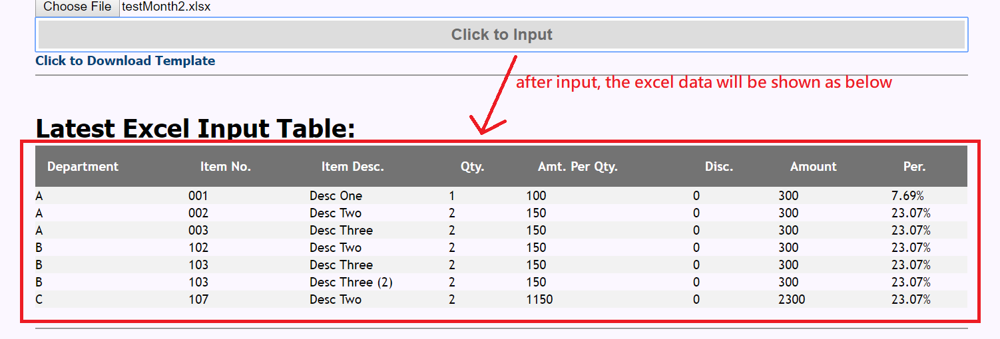 Choose File testMonth2.xlsx
Click to Input
Click to Download Template
after input, the excel data will be shown as below
Latest Excel Input Table:
Department Item No. Item Desc. Qty. Amt. Per Qty. Disc. Amount Per.
A 001 Desc One 1 100 0 300 7.69%
A 002 Desc Two 2 150 0 300 23.07%
A 003 Desc Three 2 150 0 300 23.07%
B 102 Desc Two 2 150 0 300 23.07%
B 103 Desc Three 2 150 0 300 23.07%
B 103 Desc Three (2) 2 150 0 300 23.07%
C 107 Desc Two 2 1150 0 2300 23.07%